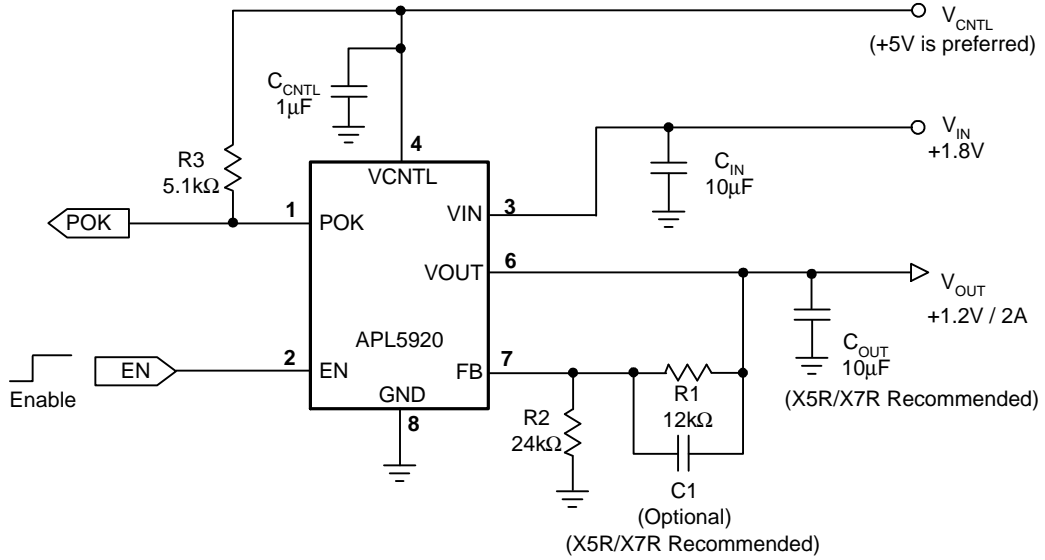 V_CNTL
(+5V is preferred)
C_CNTL
1μF
4
V_IN
+1.8V
R3
5.1kΩ
VCNTL
C_IN
10μF
POK
1
POK
VIN
3
VOUT
6
V_OUT
+1.2V / 2A
APL5920
C_OUT
10μF
(X5R/X7R Recommended)
Enable
EN
2
EN
FB
7
GND
8
R1
12kΩ
R2
24kΩ
C1
(Optional)
(X5R/X7R Recommended)